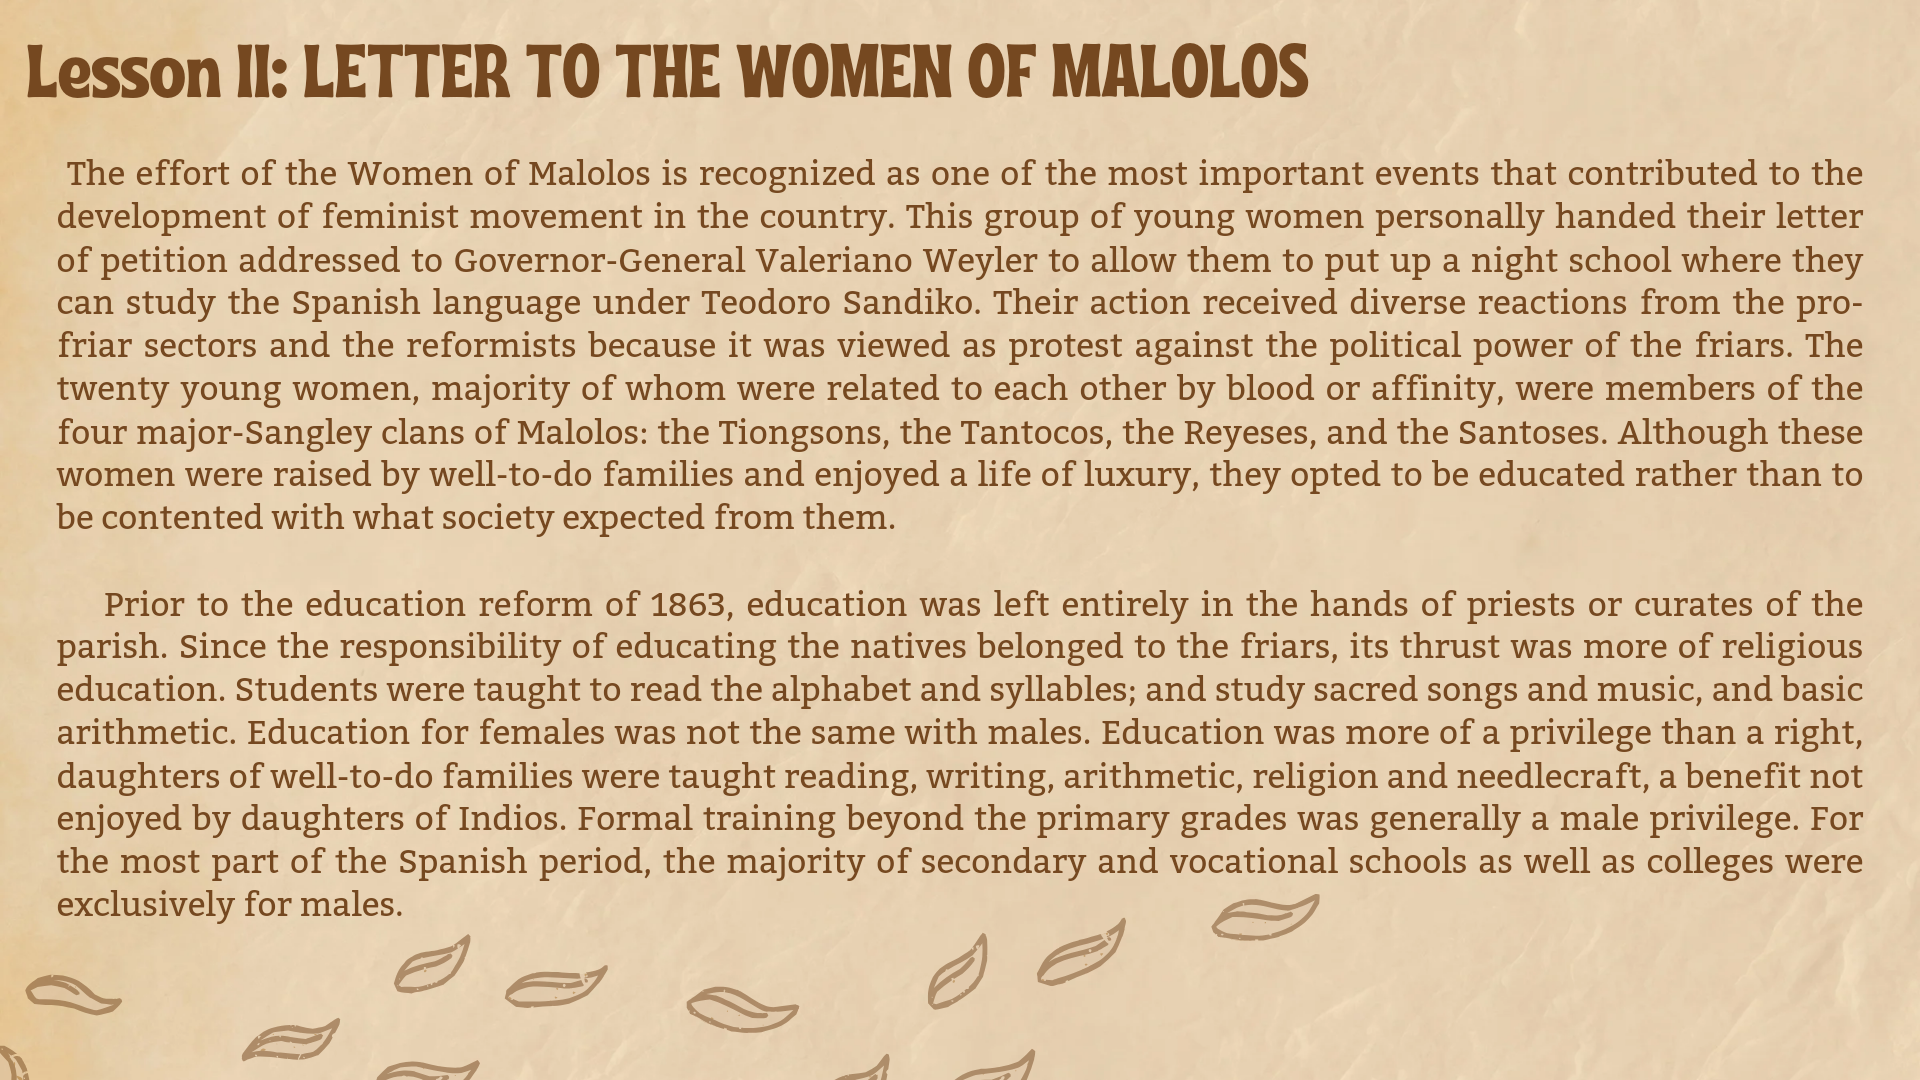 Lesson II: LETTER TO THE WOMEN OF MALOLOS
The effort of the Women of Malolos is recognized as one of the most important events that contributed to the
development of feminist movement in the country. This group of young women personally handed their letter
of petition addressed to Governor-General Valeriano Weyler to allow them to put up a night school where they
can study the Spanish language under Teodoro Sandiko. Their action received diverse reactions from the pro-
friar sectors and the reformists because it was viewed as protest against the political power of the friars. The
twenty young women, majority of whom were related to each other by blood or affinity, were members of the
four major-Sangley clans of Malolos: the Tiongsons, the Tantocos, the Reyeses, and the Santoses. Although these
women were raised by well-to-do families and enjoyed a life of luxury, they opted to be educated rather than to
be contented with what society expected from them.
Prior to the education reform of 1863, education was left entirely in the hands of priests or curates of the
parish. Since the responsibility of educating the natives belonged to the friars, its thrust was more of religious
education. Students were taught to read the alphabet and syllables; and study sacred songs and music, and basic
arithmetic. Education for females was not the same with males. Education was more of a privilege than a right,
daughters of well-to-do families were taught reading, writing, arithmetic, religion and needlecraft, a benefit not
enjoyed by daughters of Indios. Formal training beyond the primary grades was generally a male privilege. For
the most part of the Spanish period, the majority of secondary and vocational schools as well as colleges were
exclusively for males.